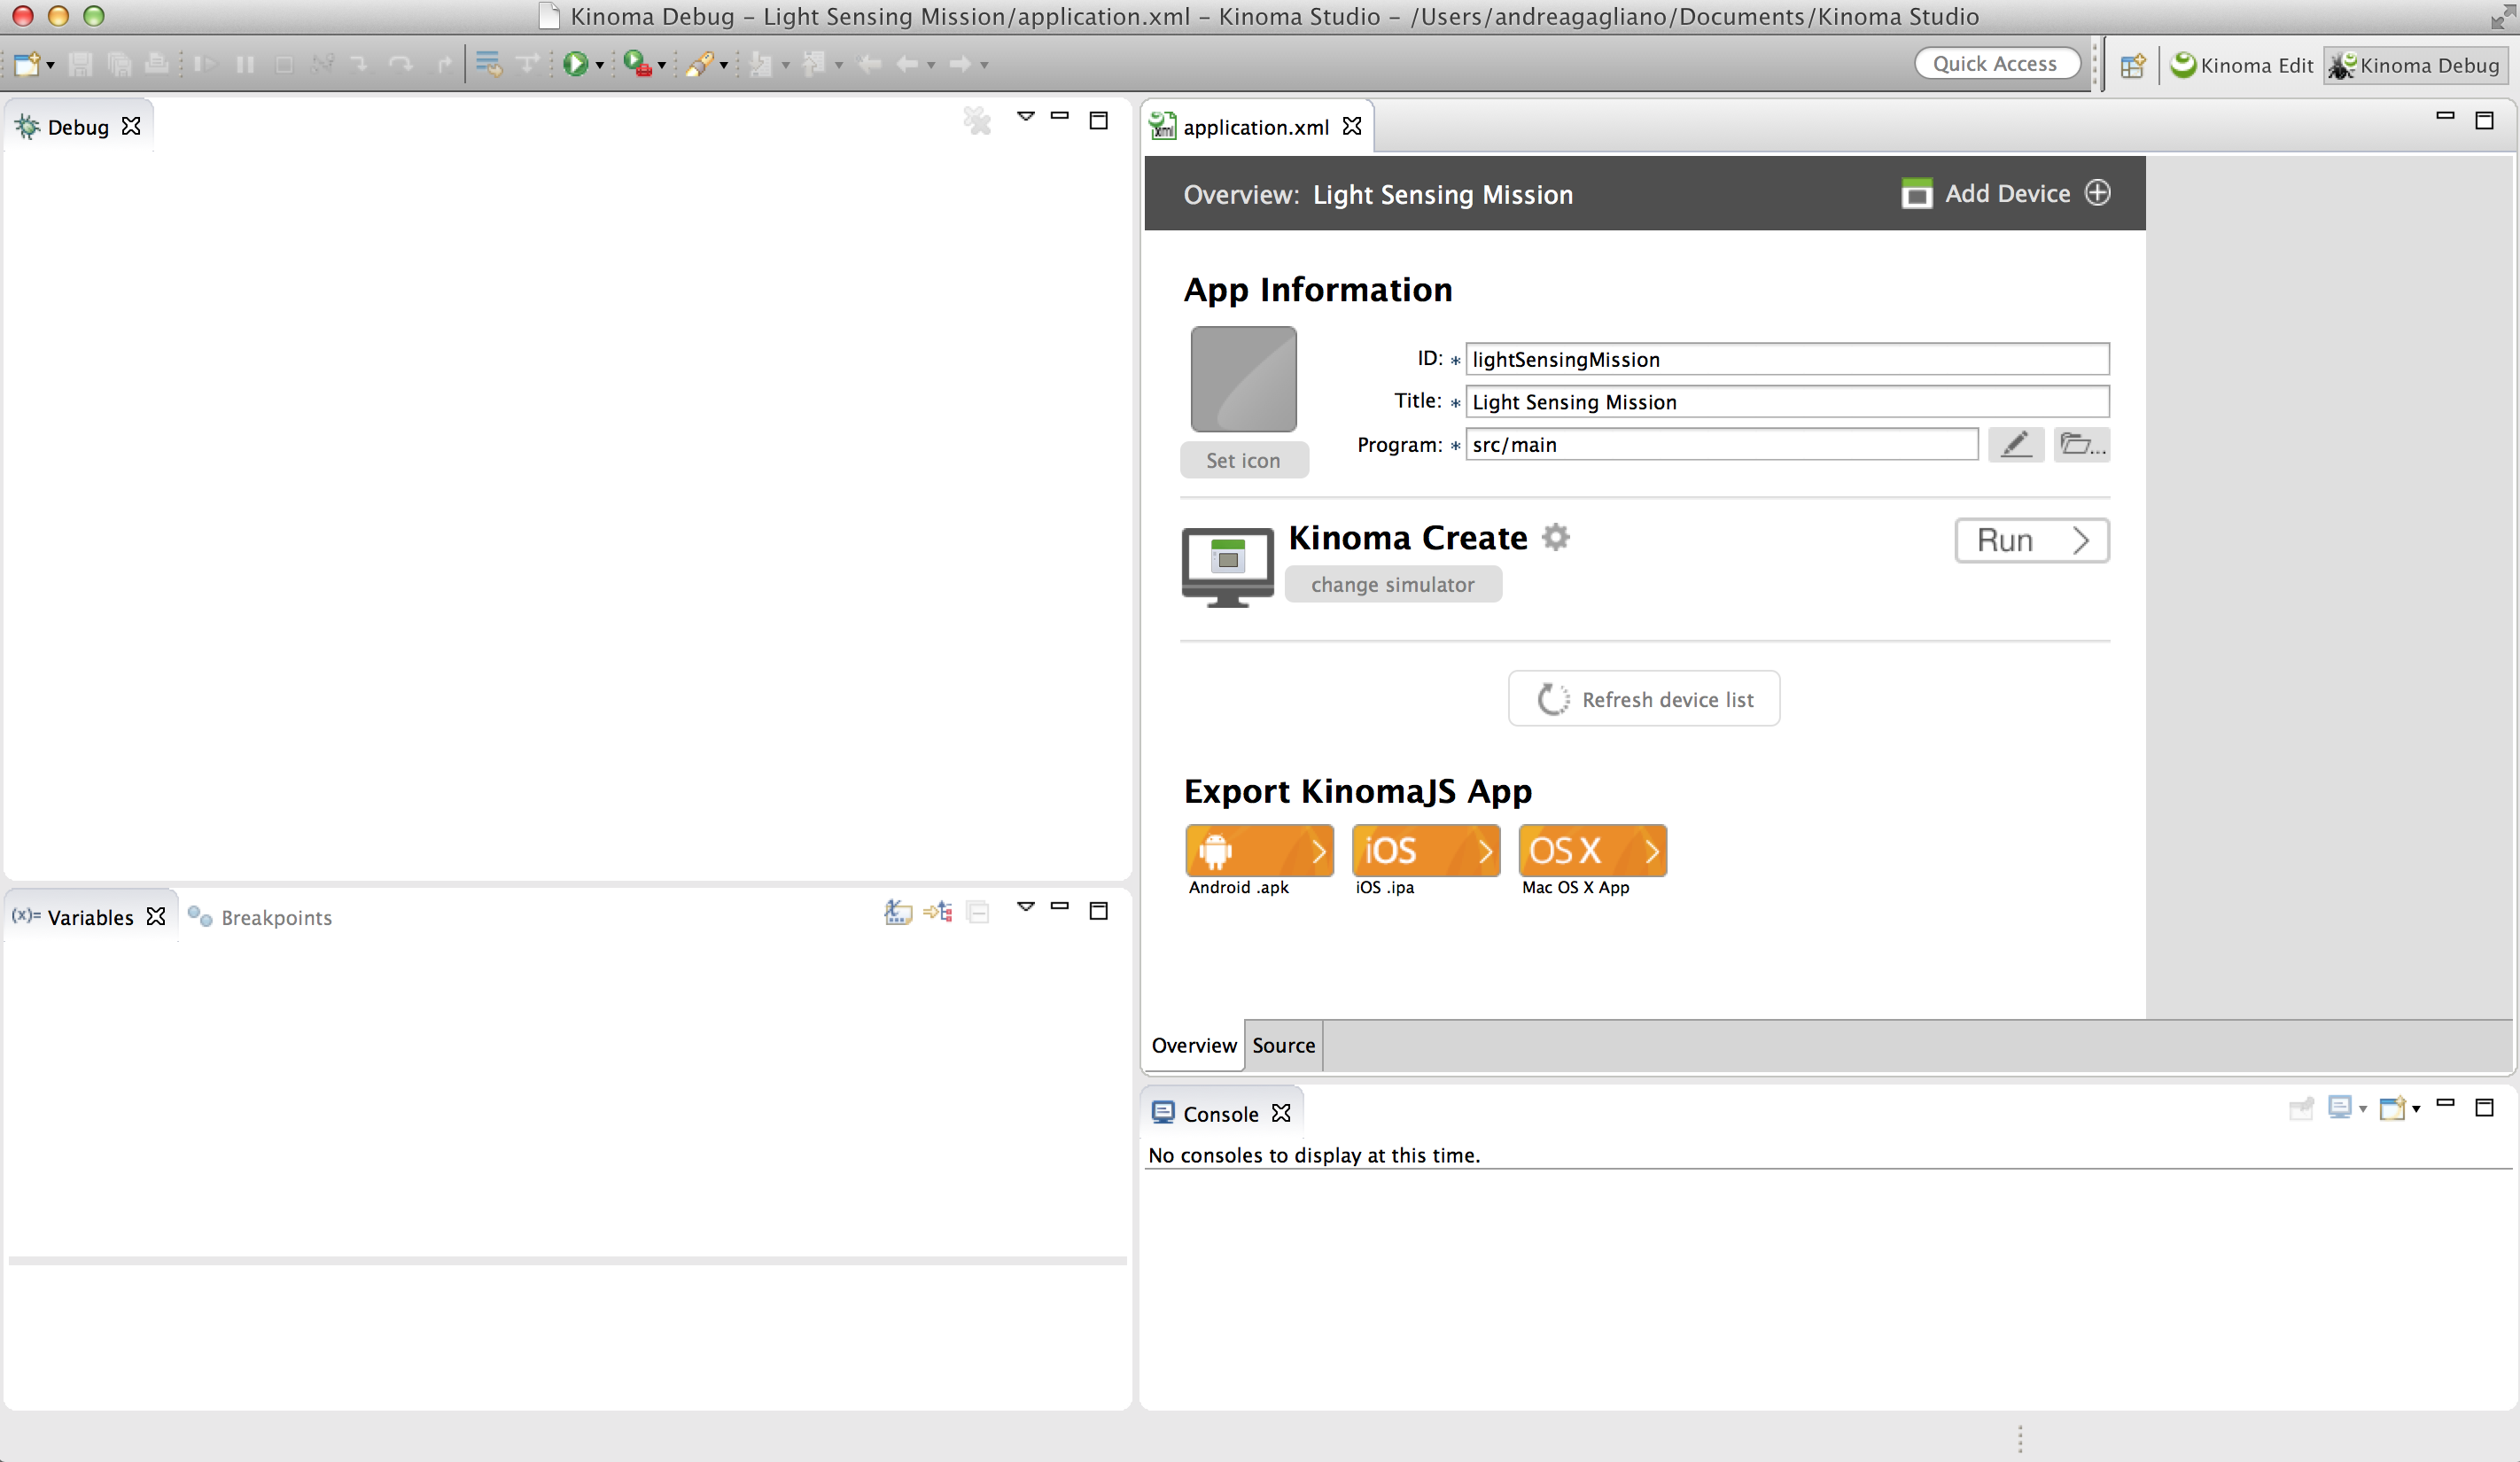 Kinoma Debug – Light Sensing Mission/application.xml – Kinoma Studio – /Users/andreagagliano/Documents/Kinoma Studio
Quick Access
Kinoma Edit
Kinoma Debug
Debug
application.xml
Overview: Light Sensing Mission
Add Device
App Information
ID: * lightSensingMission
Title: * Light Sensing Mission
Program: * src/main
...
Set icon
Kinoma Create
Run
change simulator
Refresh device list
Export KinomaJS App
iOS
OS X
Android .apk
iOS .ipa
Mac OS X App
(x)= Variables
Breakpoints
Overview
Source
Console
No consoles to display at this time.